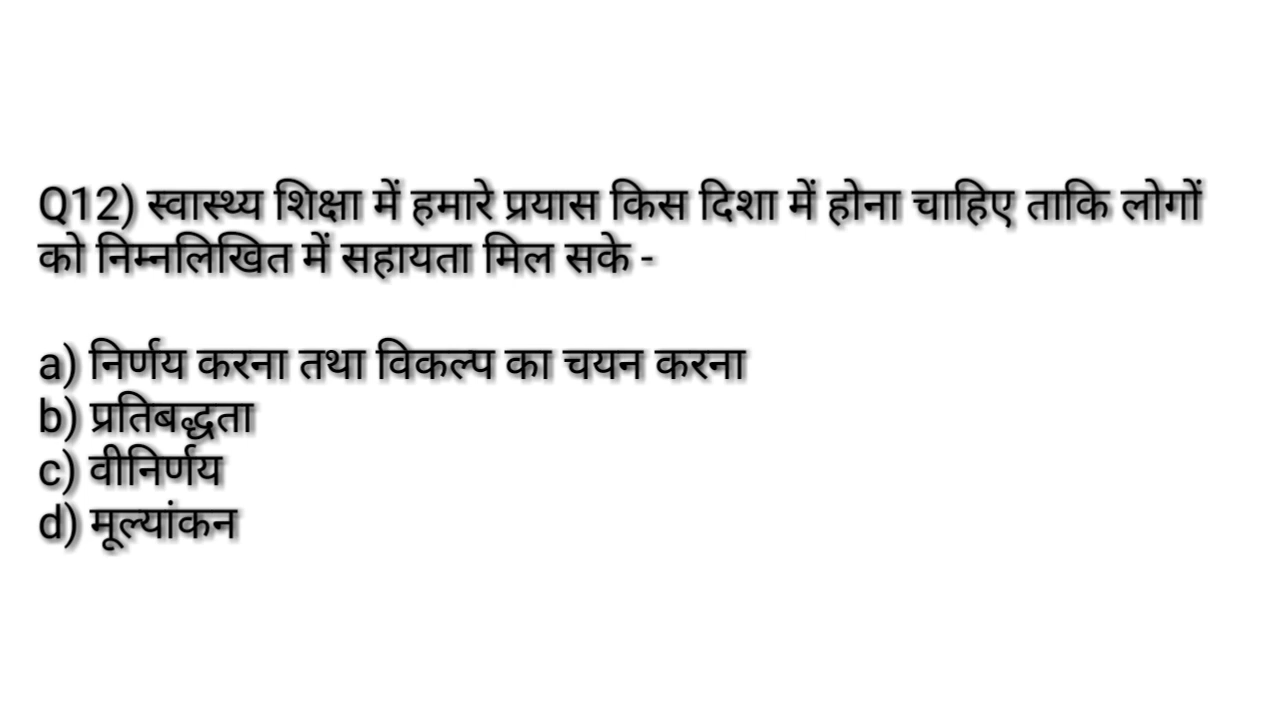 Q12) स्वास्थ्य शिक्षा में हमारे प्रयास किस दिशा में होना चाहिए ताकि लोगों
को निम्नलिखित में सहायता मिल सके -
a) निर्णय करना तथा विकल्प का चयन करना
b) प्रतिबद्धता
c) वीनिर्णय
d) मूल्यांकन